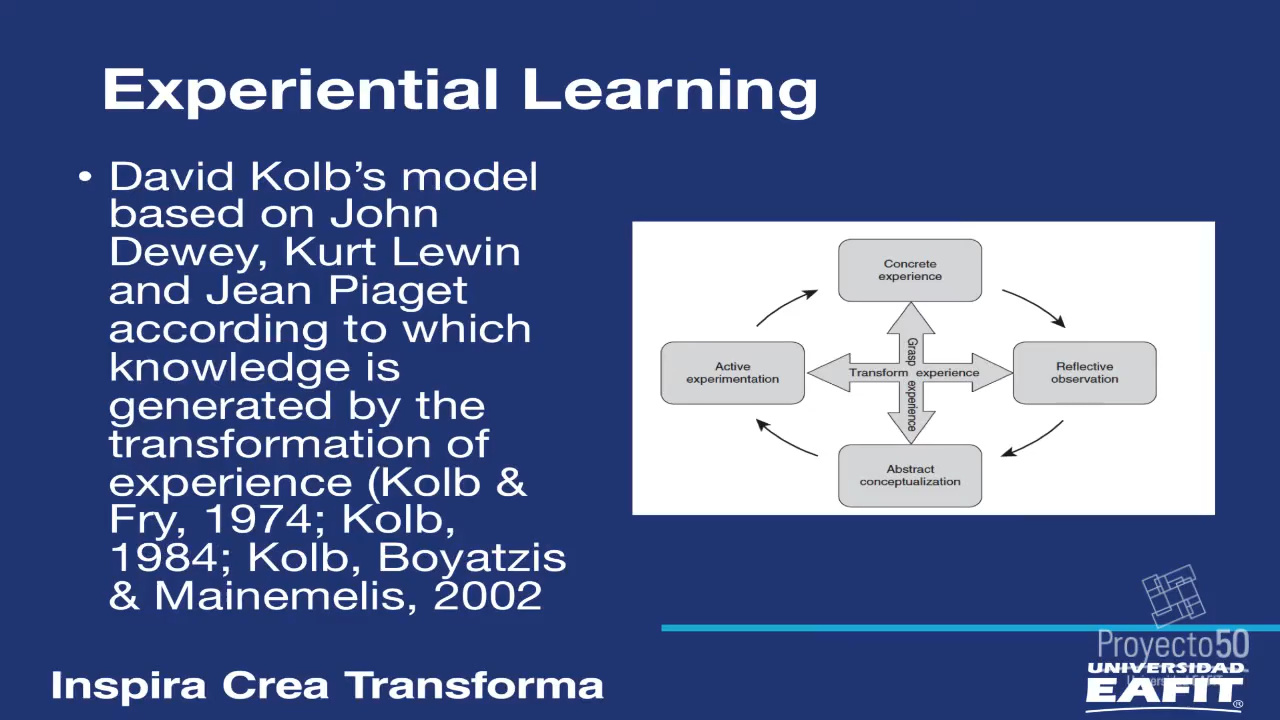 Experiential Learning
• David Kolb’s model
based on John
Dewey, Kurt Lewin
and Jean Piaget
according to which
knowledge is
generated by the
transformation of
experience (Kolb &
Fry, 1974; Kolb,
1984; Kolb, Boyatzis
& Mainemelis, 2002
Concrete
experience
Active
experimentation
Transform experience
Grasp experience
Reflective
observation
Abstract
conceptualization
Inspira Crea Transforma
Proyecto50
Universidad EAFIT
UNIVERSIDAD
EAFIT®